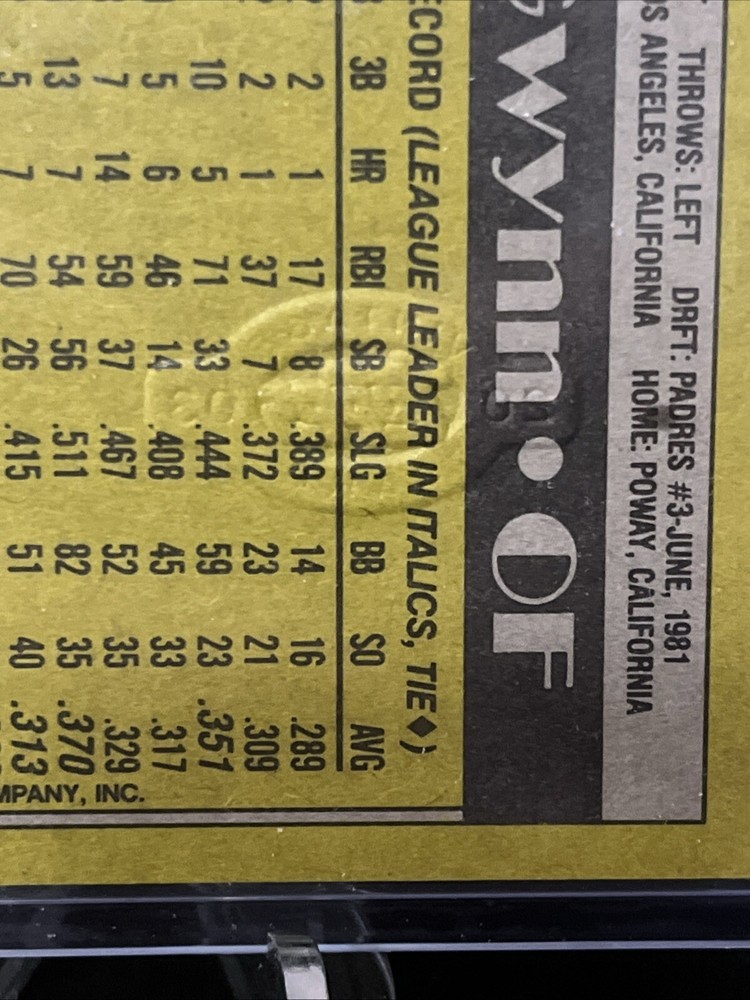 THROWS: LEFT DRFT: PADRES #3-JUNE, 1981
OS ANGELES, CALIFORNIA HOME: POWAY, CALIFORNIA
Gwynn • OF
ECORD (LEAGUE LEADER IN ITALICS, TIE♦)
3B HR RBI SB SLG BB SO AVG
2 1 17 8 .389 14 16 .289
2 1 37 7 .372 23 21 .309
10 5 71 33 .444 59 23 .351
5 6 46 14 .408 45 33 .317
7 14 59 37 .467 52 35 .329
13 7 54 56 .511 82 35 .370
5 7 70 26 .415 51 40 .313
MPANY, INC.